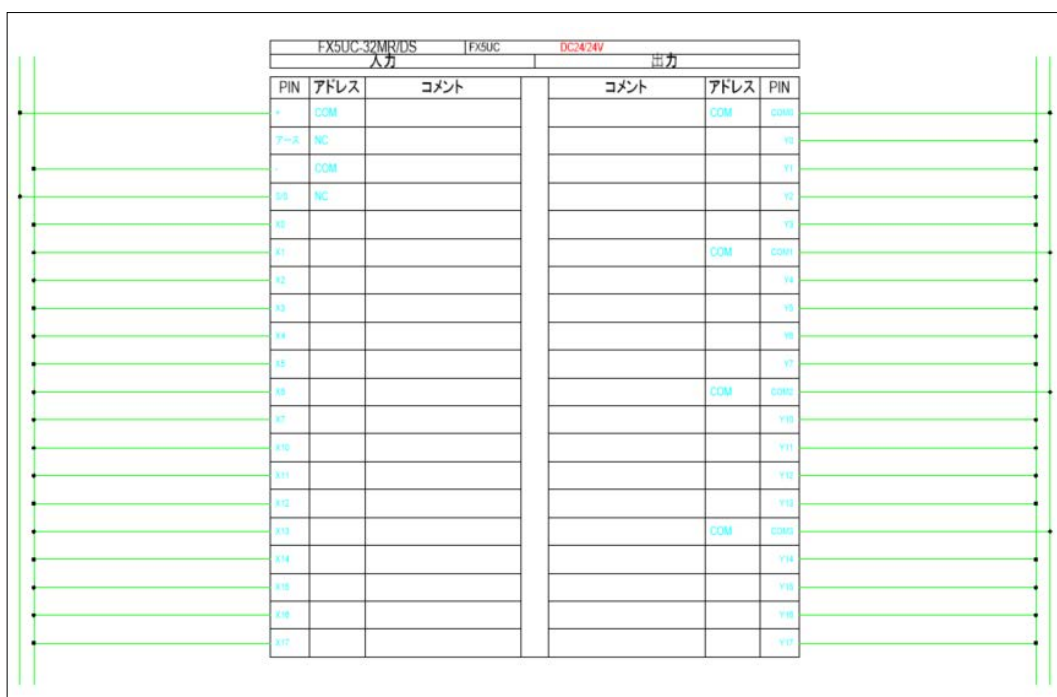 FX5UC-32MR/DS FX5UC DC24/24V
入力 出力
PIN アドレス コメント コメント アドレス PIN
+ COM COM COM0
アース NC Y0
- COM Y1
S/S NC Y2
X0 Y3
X1 COM COM1
X2 Y4
X3 Y5
X4 Y6
X5 Y7
X6 COM COM2
X7 Y10
X10 Y11
X11 Y12
X12 Y13
X13 COM COM3
X14 Y14
X15 Y15
X16 Y16
X17 Y17